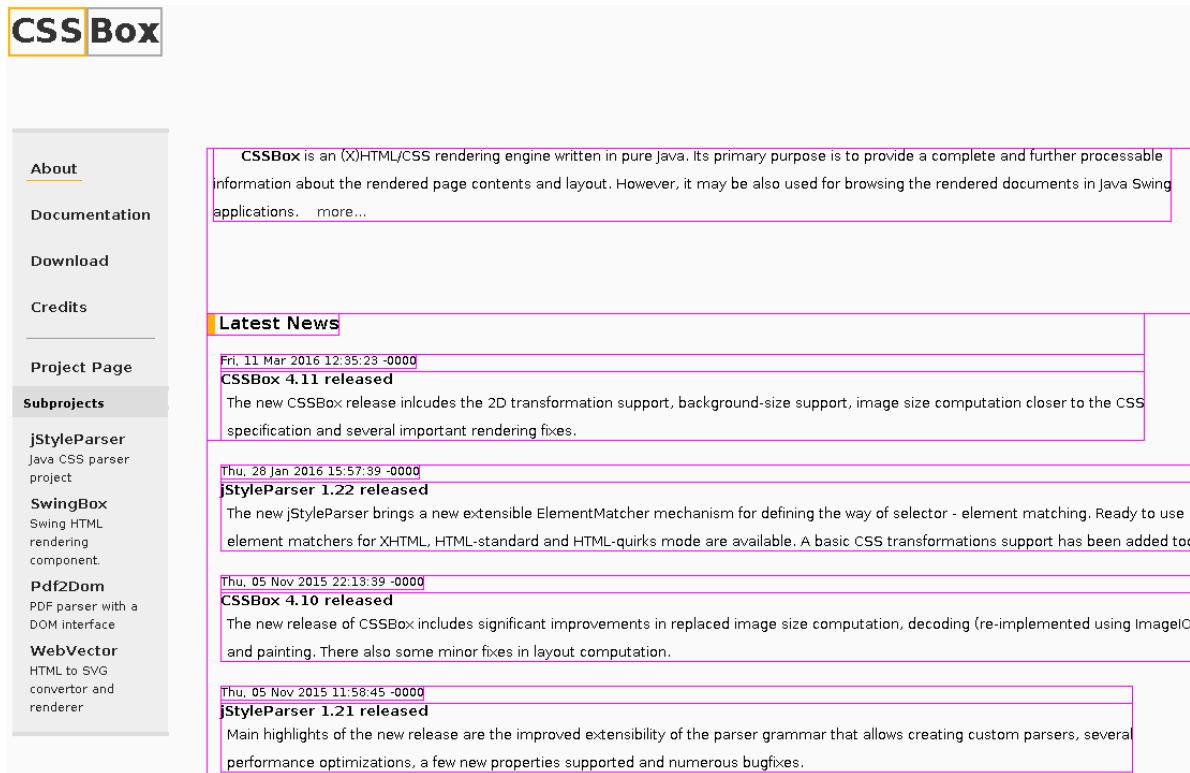 CSSBox
About
Documentation
Download
Credits
Project Page
Subprojects
jStyleParser
Java CSS parser
project
SwingBox
Swing HTML
rendering
component.
Pdf2Dom
PDF parser with a
DOM interface
WebVector
HTML to SVG
convertor and
renderer
CSSBox is an (X)HTML/CSS rendering engine written in pure Java. Its primary purpose is to provide a complete and further processable
information about the rendered page contents and layout. However, it may be also used for browsing the rendered documents in Java Swing
applications. more...
Latest News
Fri, 11 Mar 2016 12:35:23 -0000
CSSBox 4.11 released
The new CSSBox release inlcudes the 2D transformation support, background-size support, image size computation closer to the CSS
specification and several important rendering fixes.
Thu, 28 Jan 2016 15:57:39 -0000
jStyleParser 1.22 released
The new jStyleParser brings a new extensible ElementMatcher mechanism for defining the way of selector - element matching. Ready to use
element matchers for XHTML, HTML-standard and HTML-quirks mode are available. A basic CSS transformations support has been added too
Thu, 05 Nov 2015 22:13:39 -0000
CSSBox 4.10 released
The new release of CSSBox includes significant improvements in replaced image size computation, decoding (re-implemented using ImageIO
and painting. There also some minor fixes in layout computation.
Thu, 05 Nov 2015 11:58:45 -0000
jStyleParser 1.21 released
Main highlights of the new release are the improved extensibility of the parser grammar that allows creating custom parsers, several
performance optimizations, a few new properties supported and numerous bugfixes.